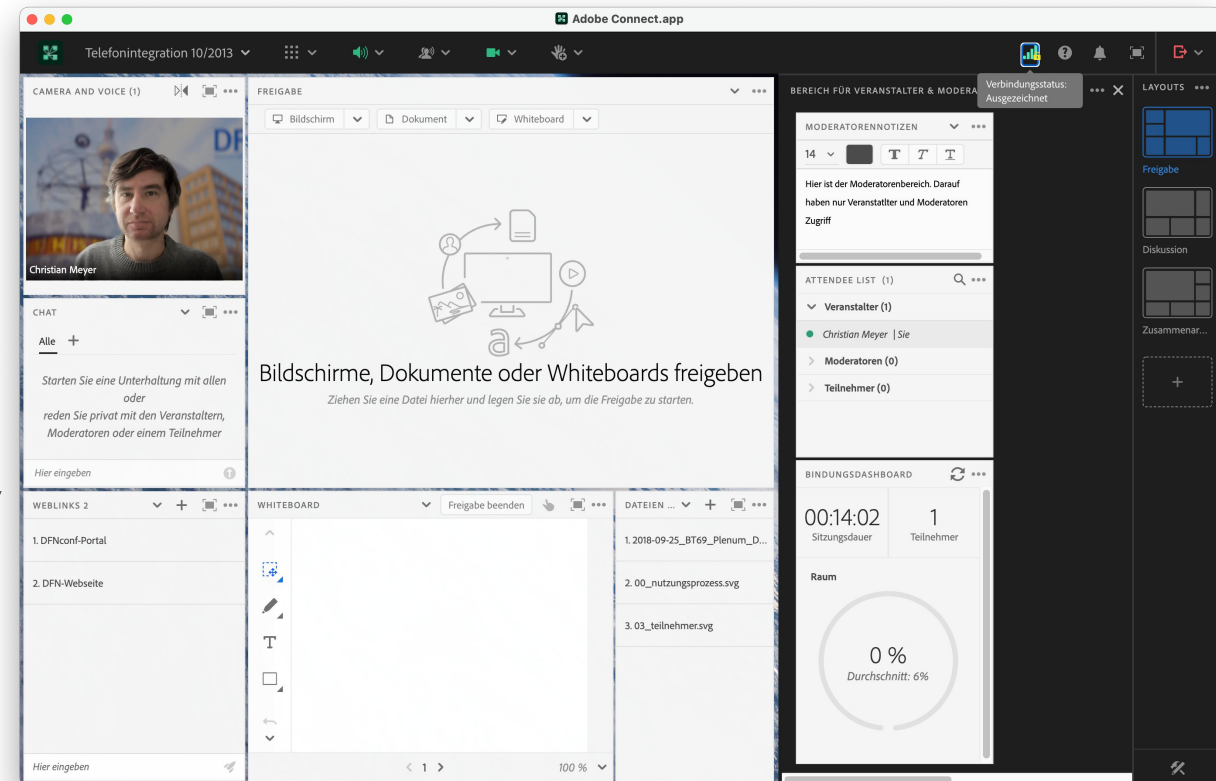 Adobe Connect.app
Telefonintegration 10/2013
Verbindungsstatus:
Ausgezeichnet
CAMERA AND VOICE (1)
DF
Christian Meyer
CHAT
Alle
Starten Sie eine Unterhaltung mit allen
oder
reden Sie privat mit den Veranstaltern,
Moderatoren oder einem Teilnehmer
Hier eingeben
WEBLINKS 2
1. DFNconf-Portal
2. DFN-Webseite
Hier eingeben
FREIGABE
Bildschirm
Dokument
Whiteboard
Bildschirme, Dokumente oder Whiteboards freigeben
Ziehen Sie eine Datei hierher und legen Sie sie ab, um die Freigabe zu starten.
WHITEBOARD
Freigabe beenden
T
1
100 %
DATEIEN ...
1. 2018-09-25_BT69_Plenum_D...
2. 00_nutzungsprozess.svg
3. 03_teilnehmer.svg
BEREICH FÜR VERANSTALTER & MODERA
MODERATORENNOTIZEN
14
T T T
Hier ist der Moderatorenbereich. Darauf
haben nur Veranstatlter und Moderatoren
Zugriff
ATTENDEE LIST (1)
Veranstalter (1)
Christian Meyer | Sie
Moderatoren (0)
Teilnehmer (0)
BINDUNGSDASHBOARD
00:14:02
Sitzungsdauer
1
Teilnehmer
Raum
0 %
Durchschnitt: 6%
LAYOUTS
Freigabe
Diskussion
Zusammenar...